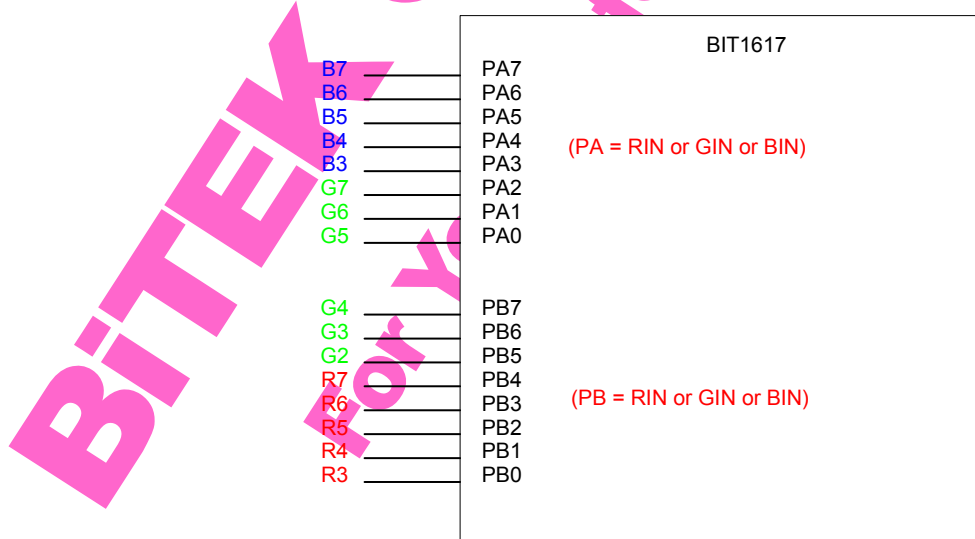 BIT1617
B7 PA7
B6 PA6
B5 PA5
B4 PA4
(PA = RIN or GIN or BIN)
B3 PA3
G7 PA2
G6 PA1
G5 PA0
G4 PB7
G3 PB6
G2 PB5
R7 PB4
R6 PB3
(PB = RIN or GIN or BIN)
R5 PB2
R4 PB1
R3 PB0
BiTEK
For